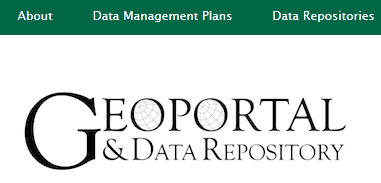 About Data Management Plans Data Repositories
GEOPORTAL
& DATA REPOSITORY